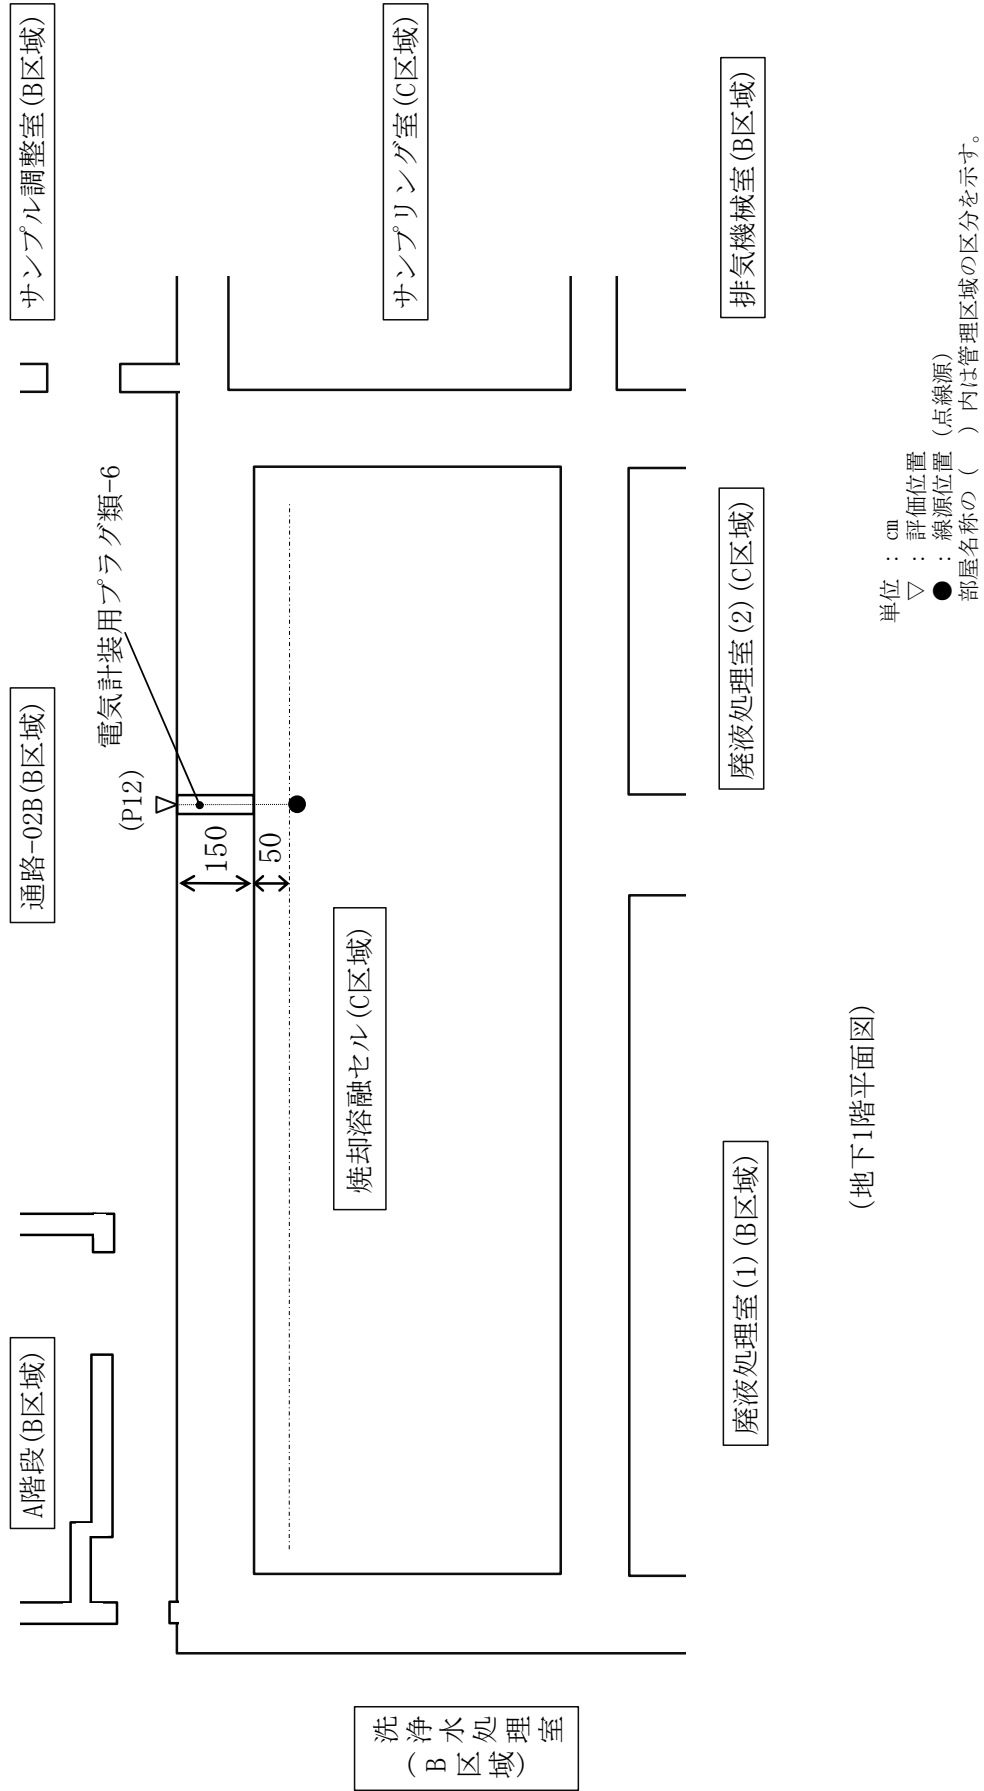 A階段(B区域)
通路-02B(B区域)
サンプル調整室(B区域)
(P12)
電気計装用プラグ類-6
150
50
焼却溶融セル(C区域)
サンプリング室(C区域)
洗浄水処理室
(B区域)
廃液処理室(1)(B区域)
廃液処理室(2)(C区域)
排気機械室(B区域)
(地下1階平面図)
単位 : cm
▽ : 評価位置
● : 線源位置 (点線源)
部屋名称の ( ) 内は管理区域の区分を示す。